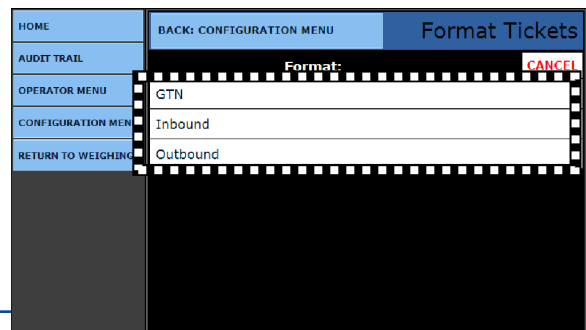 HOME
BACK: CONFIGURATION MENU
Format Tickets
AUDIT TRAIL
Format:
CANCEL
OPERATOR MENU
GTN
CONFIGURATION MEN
Inbound
RETURN TO WEIGHING
Outbound